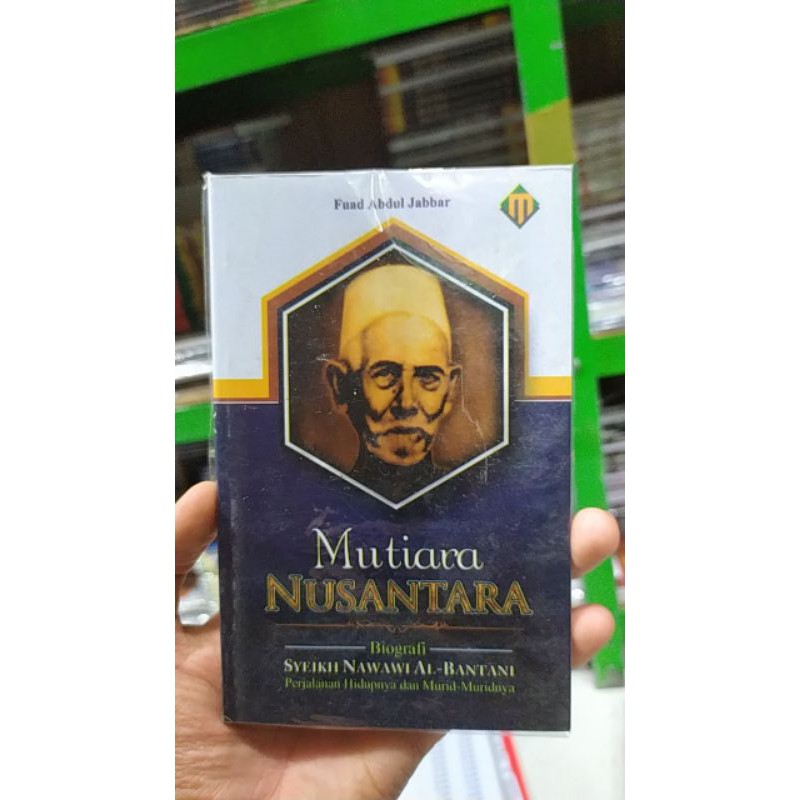 Fuad Abdul Jabbar
Mutiara
NUSANTARA
Biografi
SYEIKH NAWAWI AL-BANTANI
Perjalanan Hidupnya dan Murid-Muridnya